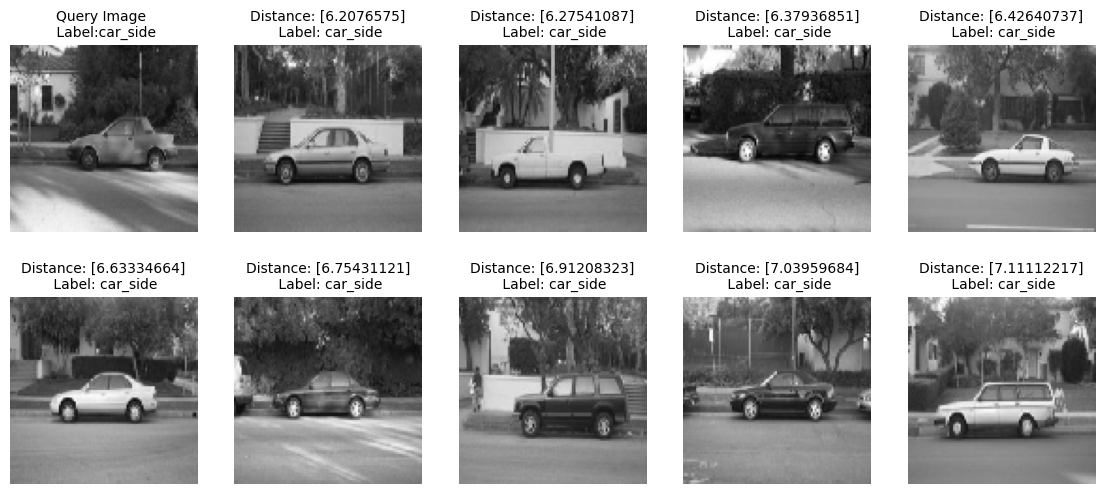 Query Image
Label:car_side
Distance: [6.2076575]
Label: car_side
Distance: [6.27541087]
Label: car_side
Distance: [6.37936851]
Label: car_side
Distance: [6.42640737]
Label: car_side
Distance: [6.63334664]
Label: car_side
Distance: [6.75431121]
Label: car_side
Distance: [6.91208323]
Label: car_side
Distance: [7.03959684]
Label: car_side
Distance: [7.11112217]
Label: car_side